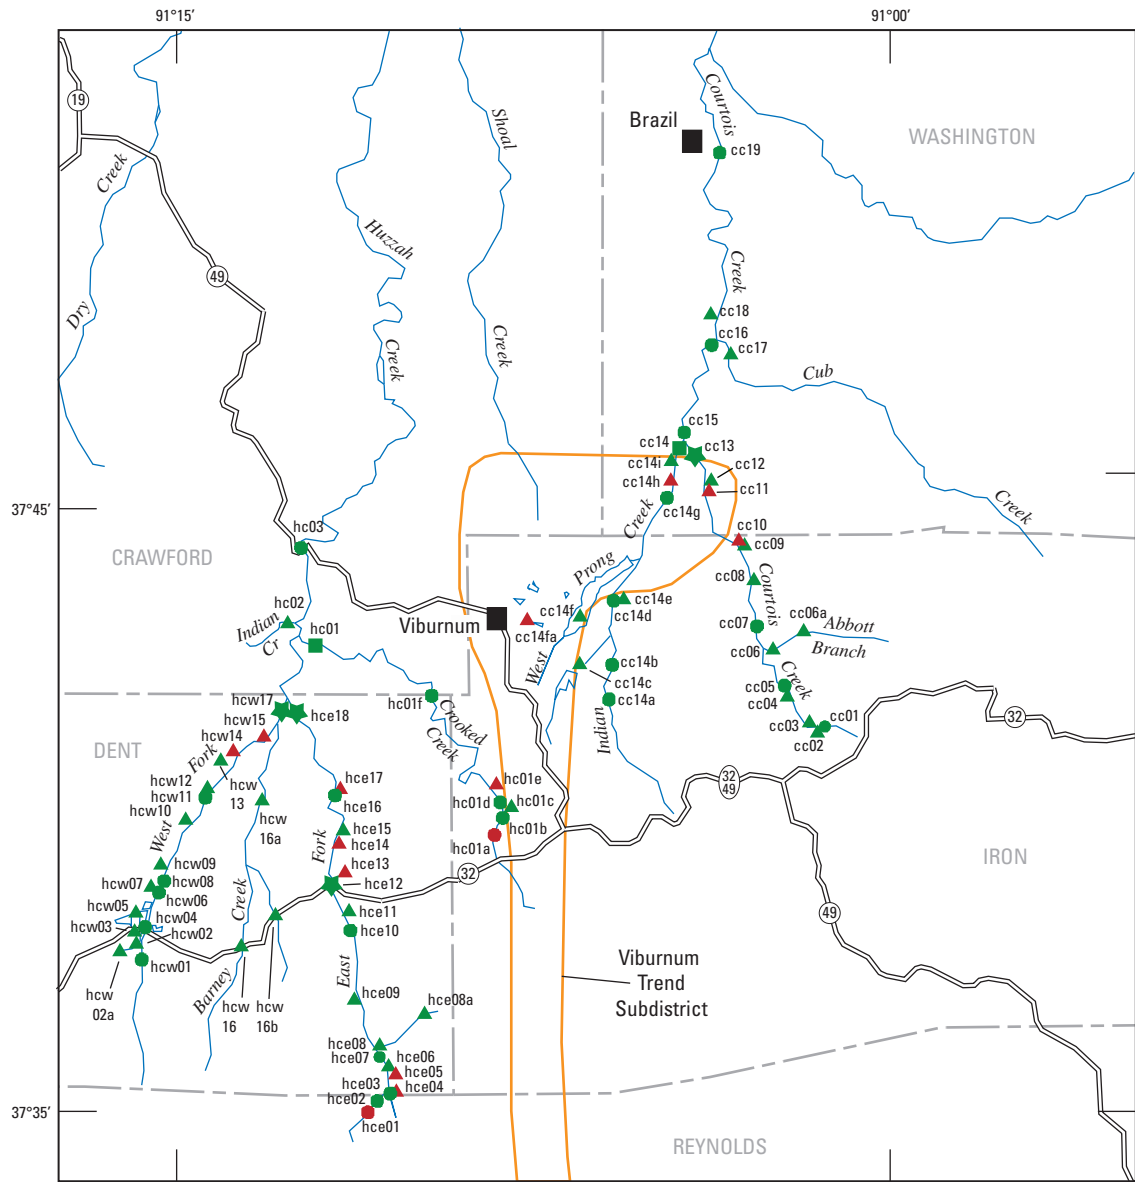 91°15′
91°00′
19
Creek
Shoal
Courtois
Brazil
WASHINGTON
cc19
Huzzah
49
Creek
Dry
cc18
Creek
Creek
cc16
cc17
Cub
cc15
cc14
cc13
cc14i
cc12
cc14h
cc11
37°45′
Creek
cc14g
Creek
hc03
cc10
CRAWFORD
cc09
Prong
cc08
Courtois
hc02
cc14e
cc14f
cc14d
cc06a
Abbott
Indian
Cr
hc01
Viburnum
cc14fa
cc07
cc06
Branch
West
cc14b
cc14c
Creek
cc05
cc04
hcw17
hc01f
cc14a
hce18
Crooked
Creek
hcw15
Indian
cc03
cc01
cc02
32
hcw14
DENT
Fork
hcw12
hcw11
hcw
13
hcw10
hcw
16a
hce17
hce16
hc01e
hc01d
hc01c
hc01b
32
49
West
Fork
hce15
hce14
hc01a
hcw09
hce13
32
IRON
hcw07
hcw08
hce12
hcw06
hcw05
Creek
hce11
49
hcw04
hcw03
hcw02
hce10
hcw01
East
Viburnum
Trend
Subdistrict
hcw
02a
Barney
hcw
16
hcw
16b
hce09
hce08a
hce08
hce07
hce06
hce05
hce03
hce04
hce02
37°35′
hce01
REYNOLDS